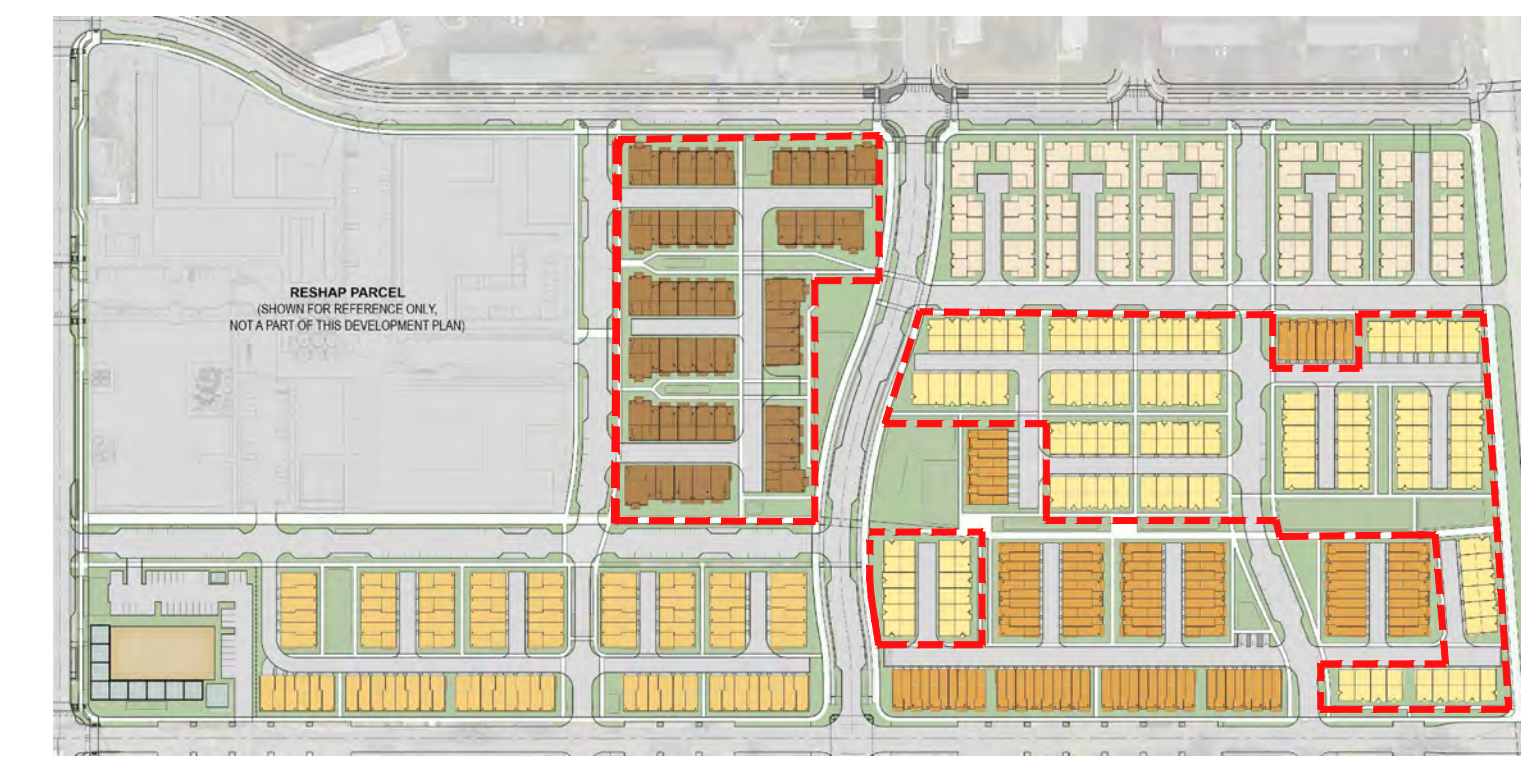 RESHAP PARCEL
(SHOWN FOR REFERENCE ONLY,
NOT A PART OF THIS DEVELOPMENT PLAN)